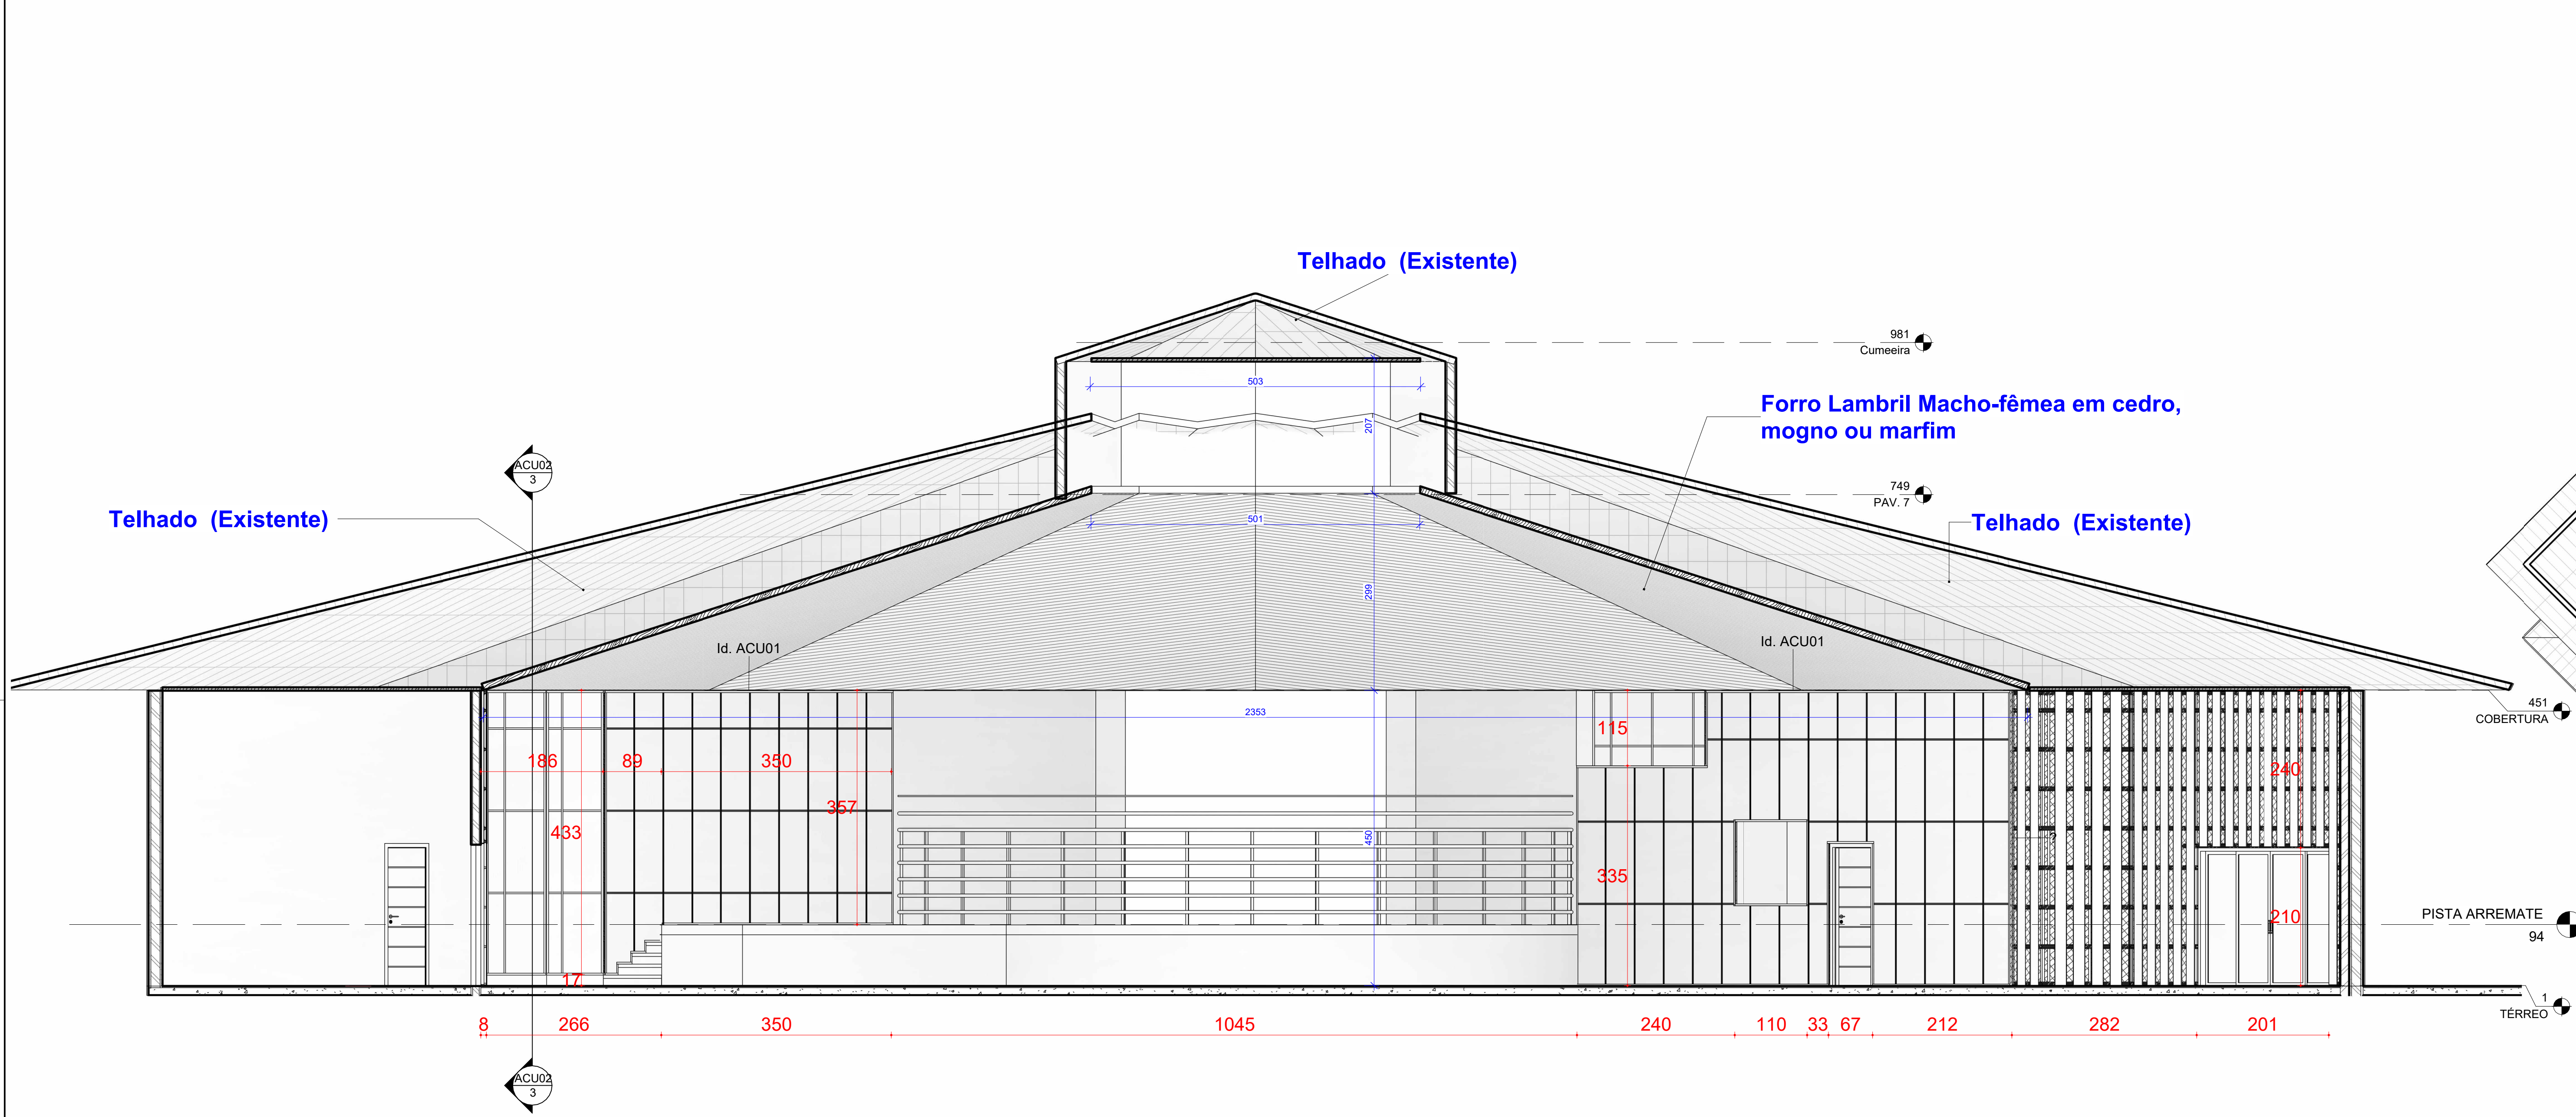 Telhado (Existente)
981
Cumeeira
503
Forro Lambril Macho-fêmea em cedro,
mogno ou marfim
207
ACU02
3
749
PAV. 7
Telhado (Existente)
501
Telhado (Existente)
299
Id. ACU01
Id. ACU01
451
COBERTURA
2353
115
186
89
350
240
357
433
450
?
335
210
PISTA ARREMATE
94
17
1
TÉRREO
8
266
350
1045
240
110
33
67
212
282
201
ACU02
3